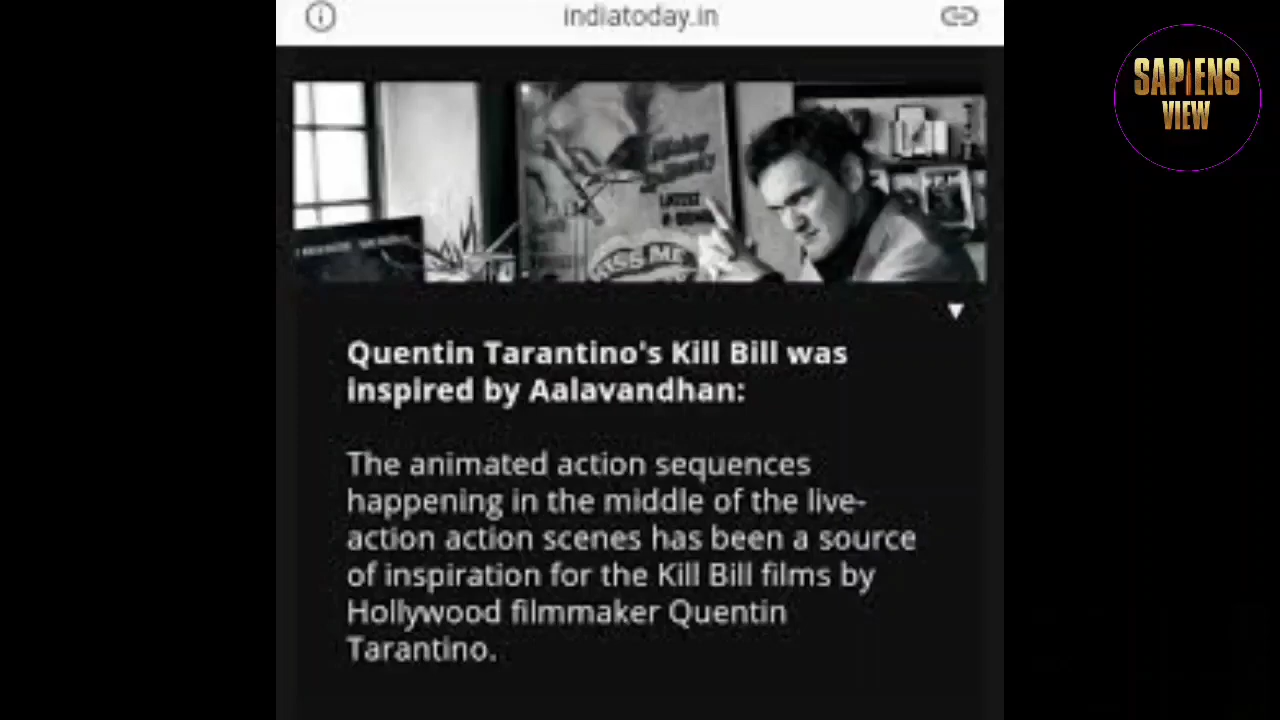 indiatoday.in
SAPIENS
VIEW
KISS ME
Quentin Tarantino's Kill Bill was
inspired by Aalavandhan:
The animated action sequences
happening in the middle of the live-
action action scenes has been a source
of inspiration for the Kill Bill films by
Hollywood filmmaker Quentin
Tarantino.